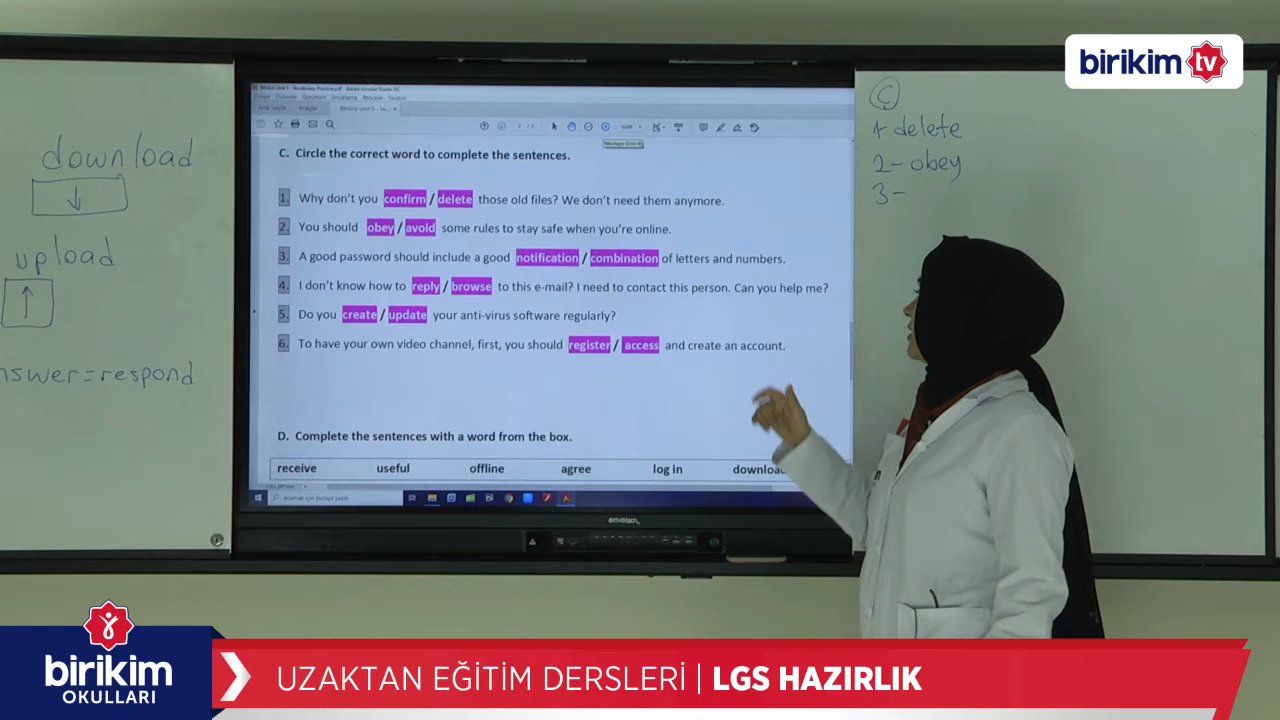 birikim tv
download
↓
upload
↑
nswer=respond
C. Circle the correct word to complete the sentences.
1. Why don't you confirm / delete those old files? We don't need them anymore.
2. You should obey / avoid some rules to stay safe when you're online.
3. A good password should include a good notification / combination of letters and numbers.
4. I don't know how to reply / browse to this e-mail? I need to contact this person. Can you help me?
5. Do you create / update your anti-virus software regularly?
6. To have your own video channel, first, you should register / access and create an account.
D. Complete the sentences with a word from the box.
receive useful offline agree log in download
C
1- delete
2- obey
3-
birikim
OKULLARI
UZAKTAN EĞİTİM DERSLERİ | LGS HAZIRLIK